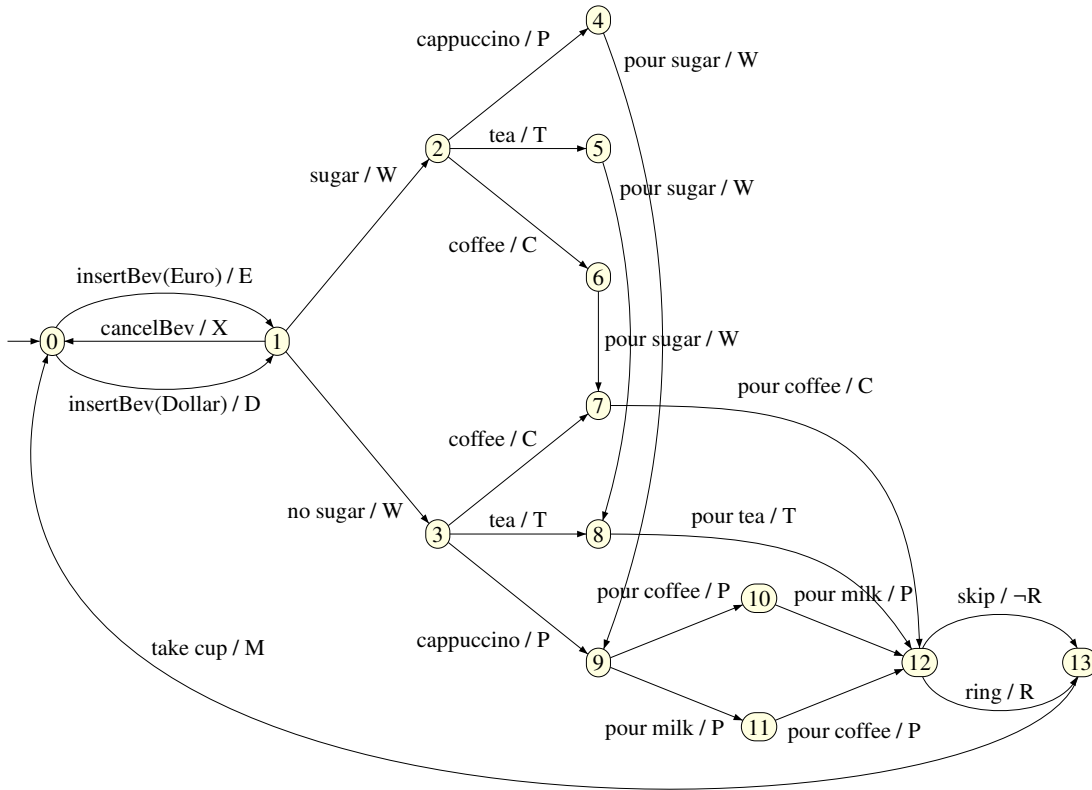 4
cappuccino / P
pour sugar / W
2
tea / T
5
sugar / W
pour sugar / W
coffee / C
6
insertBev(Euro) / E
0
cancelBev / X
1
pour sugar / W
insertBev(Dollar) / D
pour coffee / C
7
coffee / C
no sugar / W
3
tea / T
8
pour tea / T
pour coffee / P
10
pour milk / P
skip / ¬R
take cup / M
cappuccino / P
9
12
13
ring / R
pour milk / P
11
pour coffee / P